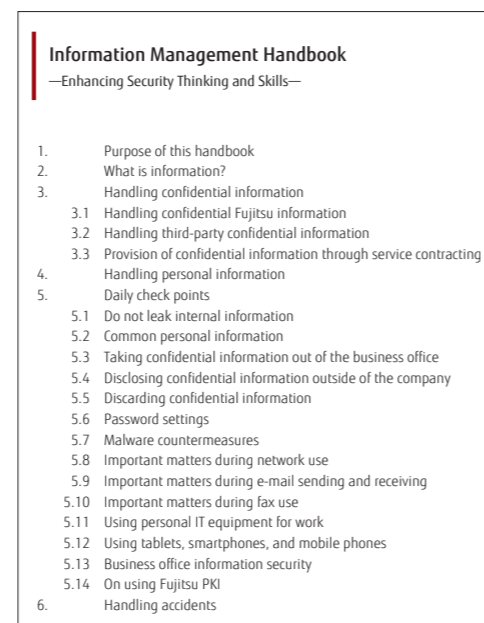 Information Management Handbook
—Enhancing Security Thinking and Skills—
1. Purpose of this handbook
2. What is information?
3. Handling confidential information
3.1 Handling confidential Fujitsu information
3.2 Handling third-party confidential information
3.3 Provision of confidential information through service contracting
4. Handling personal information
5. Daily check points
5.1 Do not leak internal information
5.2 Common personal information
5.3 Taking confidential information out of the business office
5.4 Disclosing confidential information outside of the company
5.5 Discarding confidential information
5.6 Password settings
5.7 Malware countermeasures
5.8 Important matters during network use
5.9 Important matters during e-mail sending and receiving
5.10 Important matters during fax use
5.11 Using personal IT equipment for work
5.12 Using tablets, smartphones, and mobile phones
5.13 Business office information security
5.14 On using Fujitsu PKI
6. Handling accidents